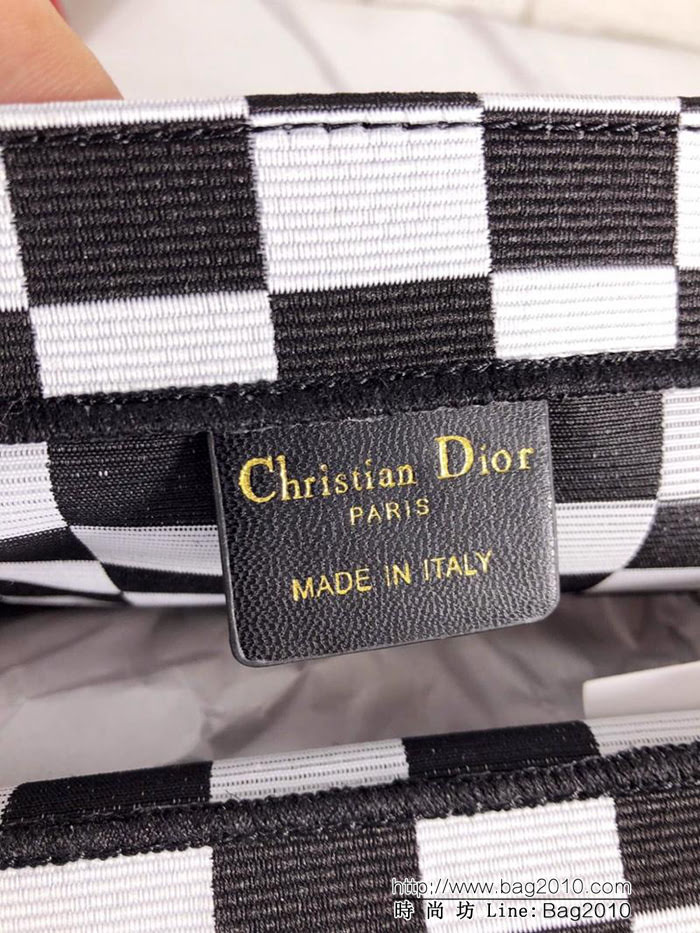 Christian Dior
PARIS
MADE IN ITALY
http://www.bag2010.com
時尚坊 Line:Bag2010